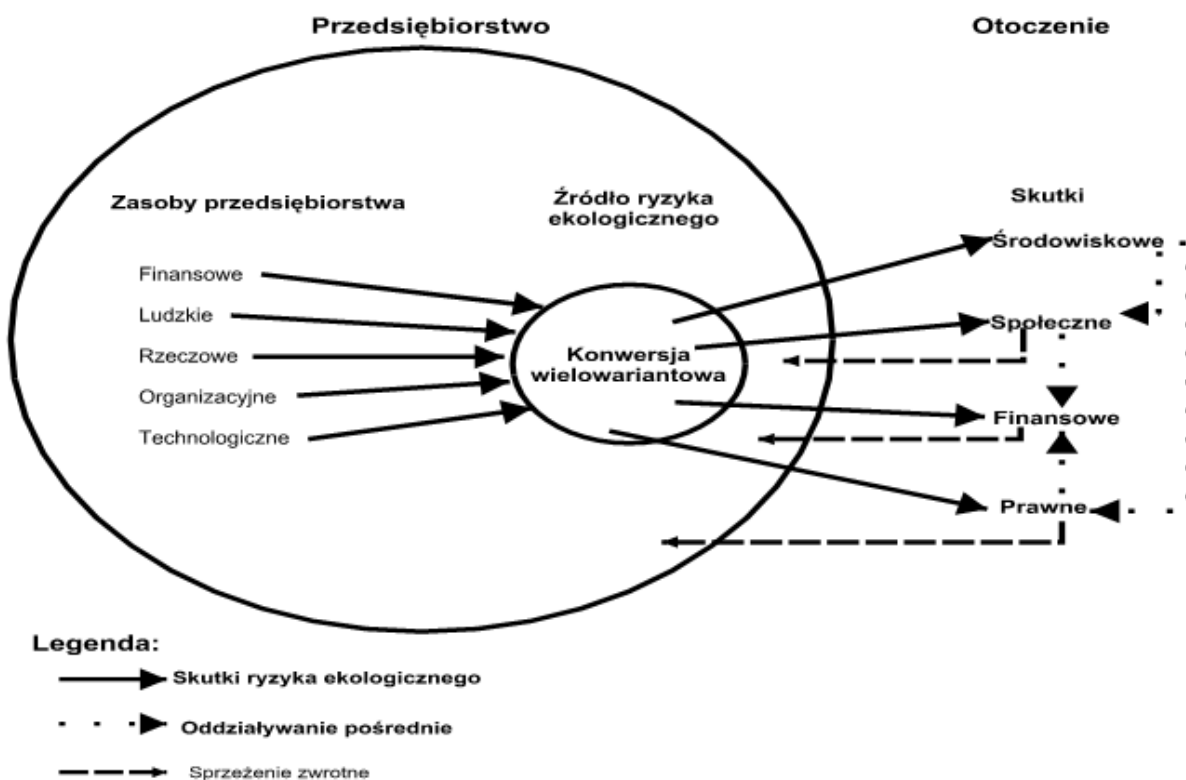 Przedsiębiorstwo
Otoczenie
Zasoby przedsiębiorstwa
Źródło ryzyka
ekologicznego
Skutki
Finansowe
Ludzkie
Rzeczowe
Organizacyjne
Technologiczne
Konwersja
wielowariantowa
Środowiskowe
Społeczne
Finansowe
Prawne
Legenda:
Skutki ryzyka ekologicznego
Oddziaływanie pośrednie
Sprzężenie zwrotne